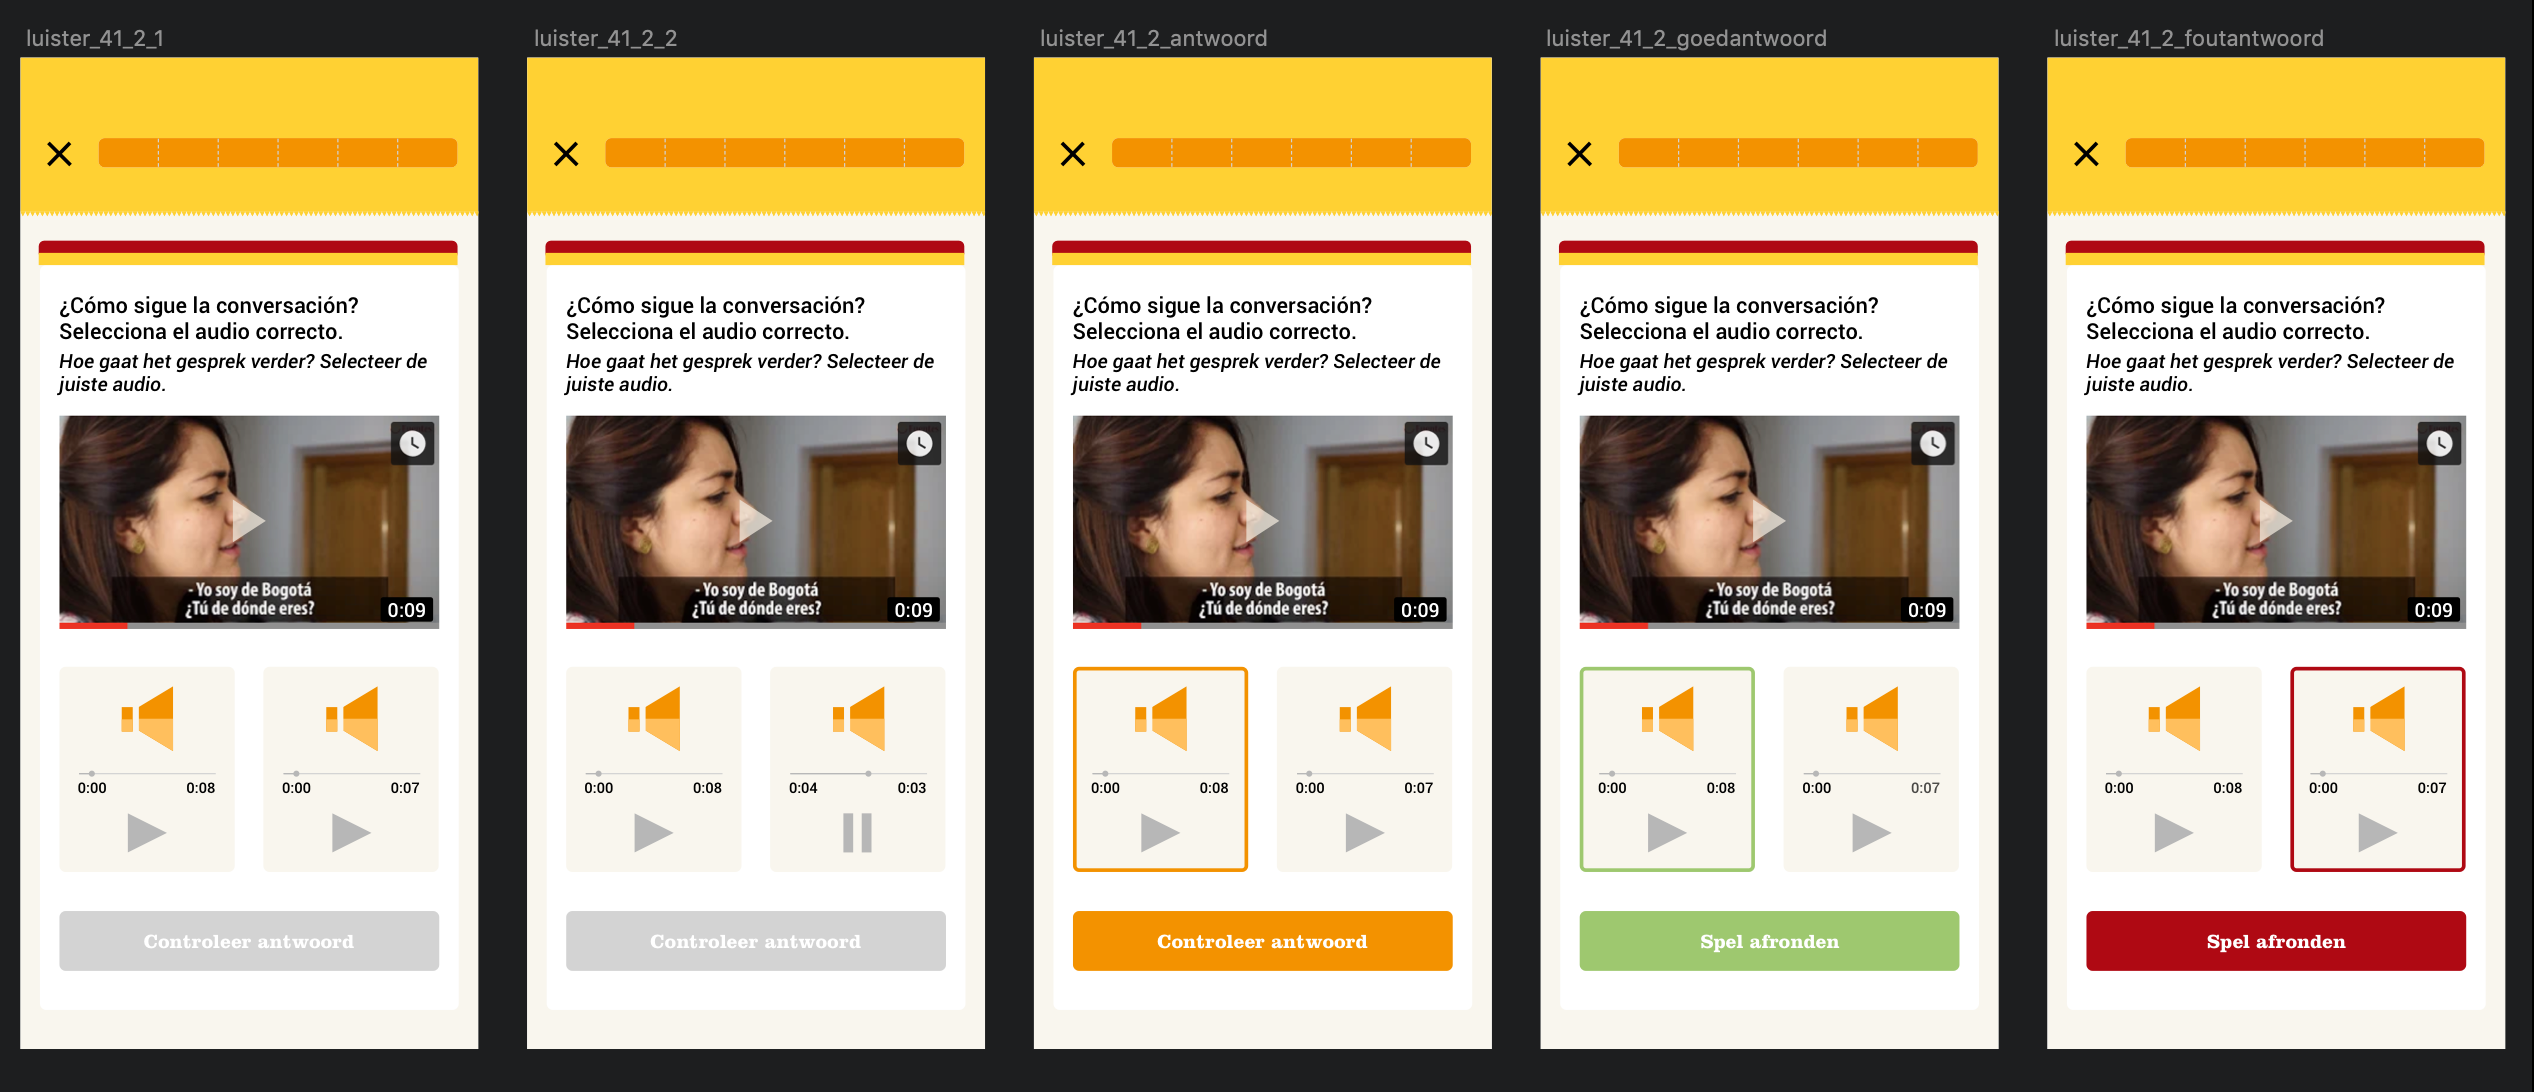 luister_41_2_1
¿Cómo sigue la conversación?
Selecciona el audio correcto.
Hoe gaat het gesprek verder? Selecteer de
juiste audio.
- Yo soy de Bogotá
¿Tú de dónde eres?
0:09
0:00 0:08
0:00 0:07
Controleer antwoord
luister_41_2_2
¿Cómo sigue la conversación?
Selecciona el audio correcto.
Hoe gaat het gesprek verder? Selecteer de
juiste audio.
- Yo soy de Bogotá
¿Tú de dónde eres?
0:09
0:00 0:08
0:04 0:03
Controleer antwoord
luister_41_2_antwoord
¿Cómo sigue la conversación?
Selecciona el audio correcto.
Hoe gaat het gesprek verder? Selecteer de
juiste audio.
- Yo soy de Bogotá
¿Tú de dónde eres?
0:09
0:00 0:08
0:00 0:07
Controleer antwoord
luister_41_2_goedantwoord
¿Cómo sigue la conversación?
Selecciona el audio correcto.
Hoe gaat het gesprek verder? Selecteer de
juiste audio.
- Yo soy de Bogotá
¿Tú de dónde eres?
0:09
0:00 0:08
0:00 0:07
Spel afronden
luister_41_2_foutantwoord
¿Cómo sigue la conversación?
Selecciona el audio correcto.
Hoe gaat het gesprek verder? Selecteer de
juiste audio.
- Yo soy de Bogotá
¿Tú de dónde eres?
0:09
0:00 0:08
0:00 0:07
Spel afronden